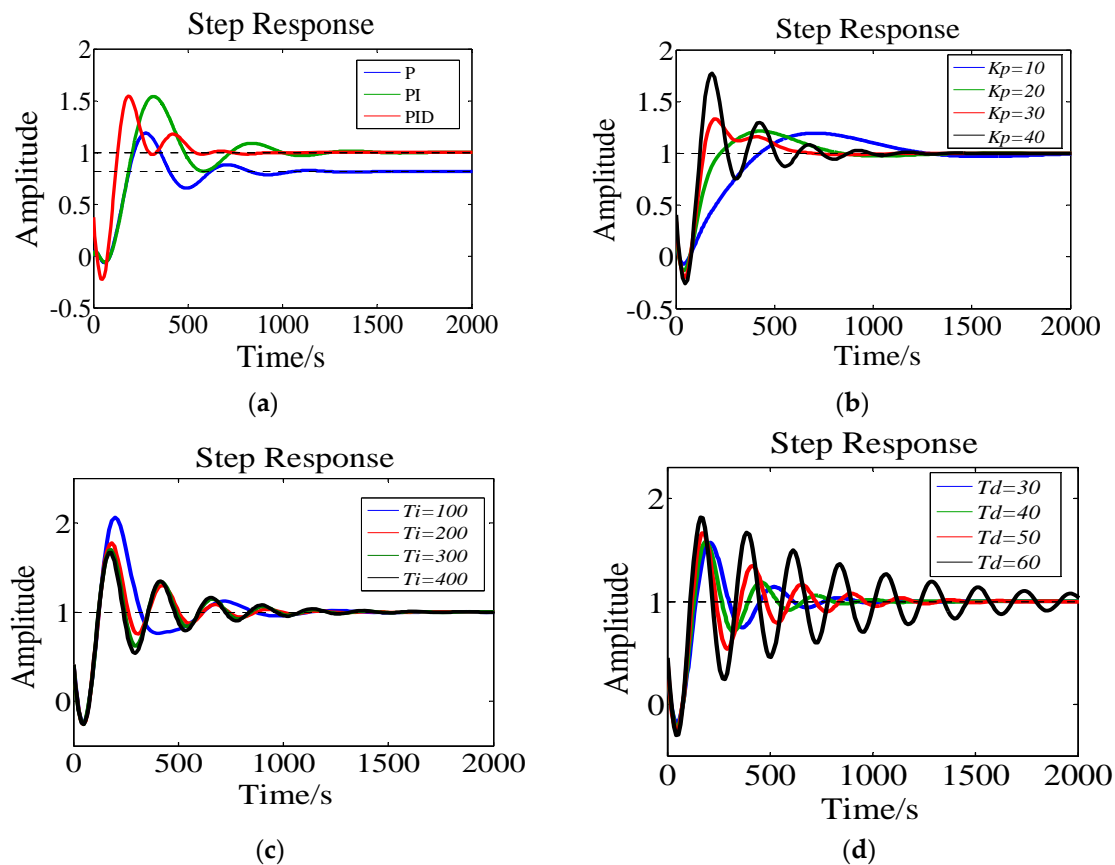 Step Response
2
1.5
1
0.5
0
-0.5
Amplitude
P
PI
PID
0 500 1000 1500 2000
Time/s
(a)
Step Response
2
1.5
1
0.5
0
-0.5
Amplitude
Kp=10
Kp=20
Kp=30
Kp=40
0 500 1000 1500 2000
Time/s
(b)
Step Response
2
1
0
Amplitude
Ti=100
Ti=200
Ti=300
Ti=400
0 500 1000 1500 2000
Time/s
(c)
Step Response
2
1
0
Amplitude
Td=30
Td=40
Td=50
Td=60
0 500 1000 1500 2000
Time/s
(d)